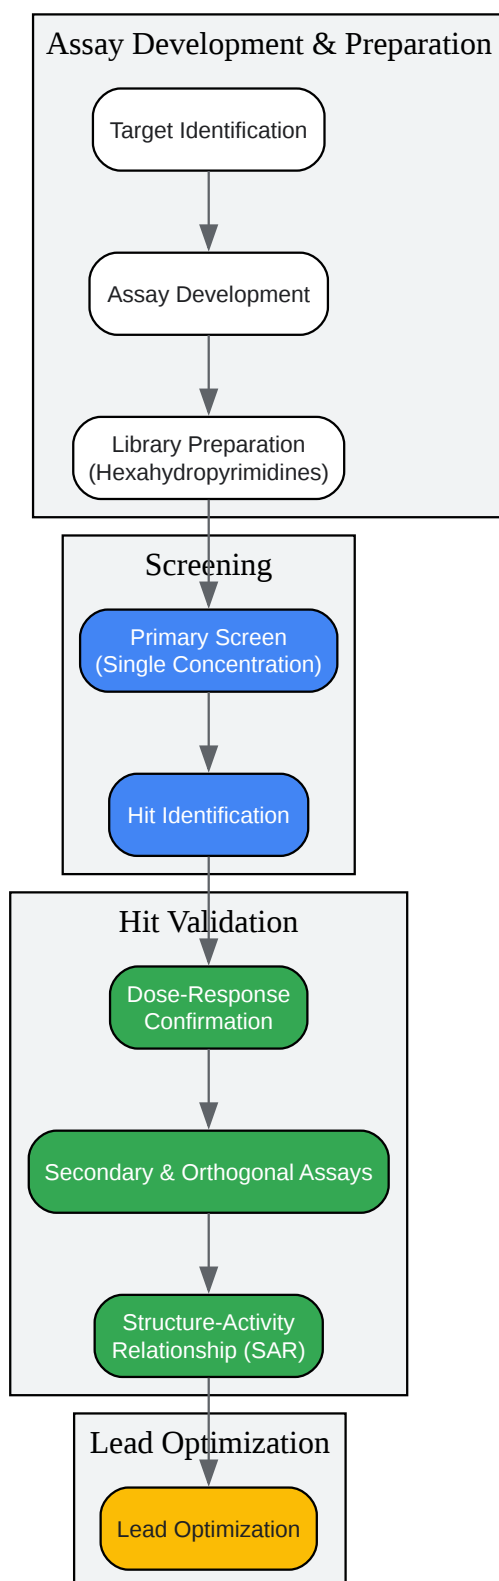 Assay Development & Preparation
Target Identification
Assay Development
Library Preparation
(Hexahydropyrimidines)
Screening
Primary Screen
(Single Concentration)
Hit Identification
Hit Validation
Dose-Response
Confirmation
Secondary & Orthogonal Assays
Structure-Activity
Relationship (SAR)
Lead Optimization
Lead Optimization